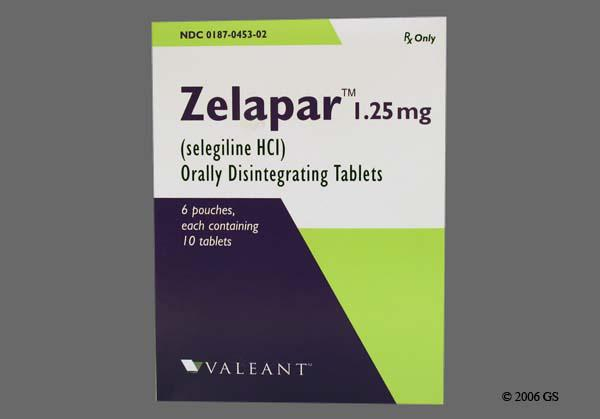 NDC 0187-0453-02
Rx Only
Zelapar™ 1.25 mg
(selegiline HCl)
Orally Disintegrating Tablets
6 pouches,
each containing
10 tablets
VALEANT™
© 2006 GS